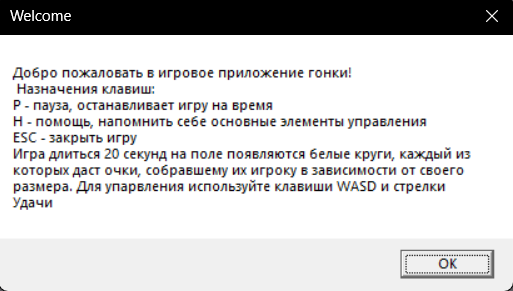 Welcome
Добро пожаловать в игровое приложение гонки!
Назначения клавиш:
P - пауза, останавливает игру на время
H - помощь, напомнить себе основные элементы управления
ESC - закрыть игру
Игра длиться 20 секунд на поле появляются белые круги, каждый из
которых даст очки, собравшему их игроку в зависимости от своего
размера. Для упарвления используйте клавиши WASD и стрелки
Удачи
OK